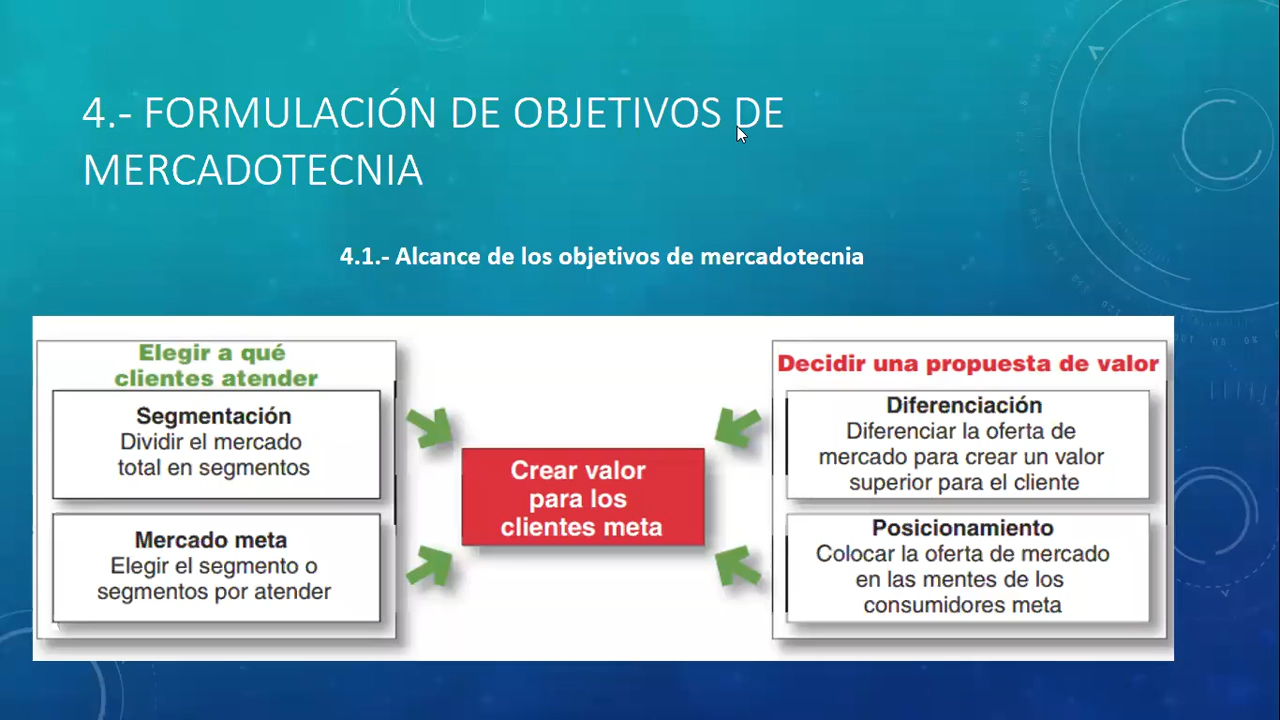 4.- FORMULACIÓN DE OBJETIVOS DE
MERCADOTECNIA
4.1.- Alcance de los objetivos de mercadotecnia
Elegir a qué
clientes atender
Segmentación
Dividir el mercado
total en segmentos
Mercado meta
Elegir el segmento o
segmentos por atender
Crear valor
para los
clientes meta
Decidir una propuesta de valor
Diferenciación
Diferenciar la oferta de
mercado para crear un valor
superior para el cliente
Posicionamiento
Colocar la oferta de mercado
en las mentes de los
consumidores meta